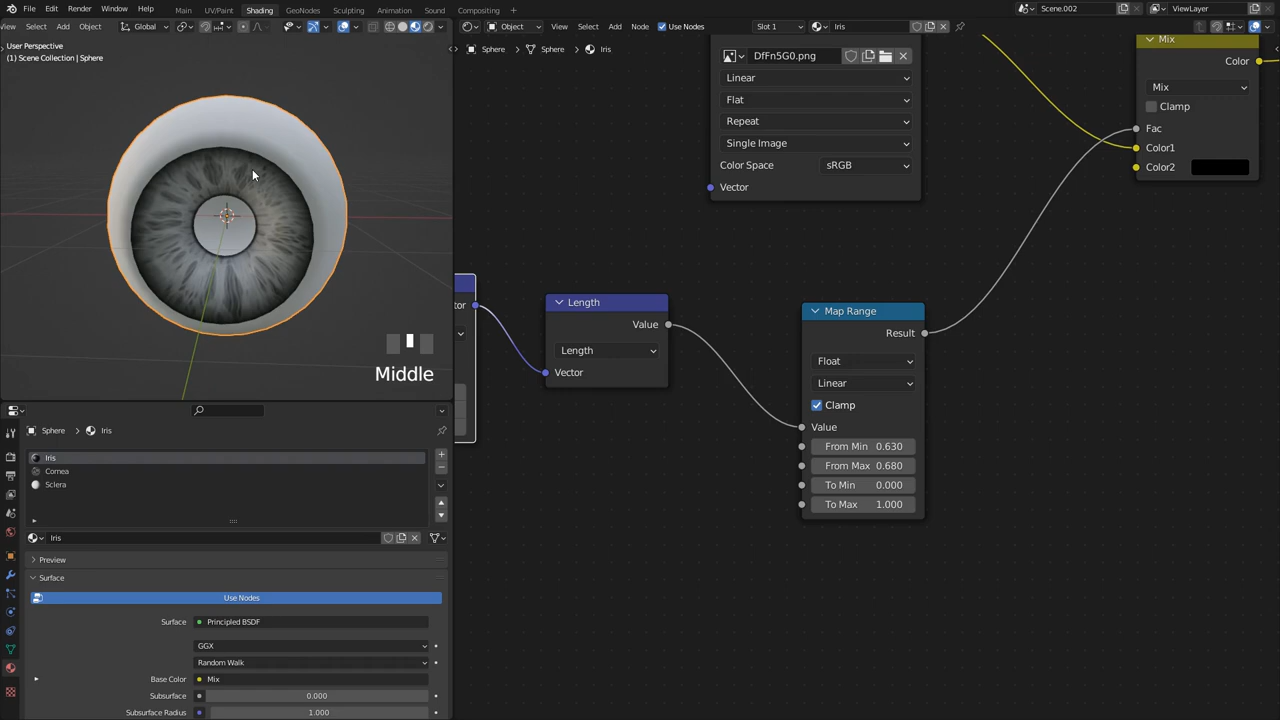 File Edit Render Window Help Main UV/Paint Shading GeoNodes Sculpting Animation Sound Compositing Scene.002 ViewLayer
View Select Add Global Object View Select Add Node Use Nodes Slot 1 Iris
User Perspective
(1) Scene Collection | Sphere
Sphere Sphere Iris
DfFn5G0.png
Linear
Flat
Repeat
Single Image
Color Space sRGB
Vector
Mix
Color
Mix
Clamp
Fac
Color1
Color2
tor
Length
Value
Length
Vector
Map Range
Result
Float
Linear
Clamp
Value
From Min 0.630
From Max 0.680
To Min 0.000
To Max 1.000
Middle
Sphere Iris
Iris
Cornea
Sclera
Iris
Preview
Surface
Use Nodes
Surface Principled BSDF
GGX
Random Walk
Base Color Mix
Subsurface 0.000
Subsurface Radius 1.000